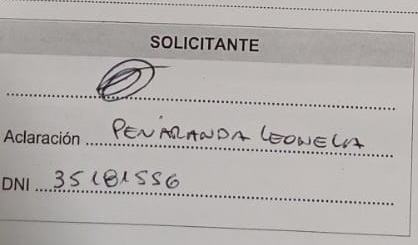 SOLICITANTE
Aclaración PEÑARANDA LEONELA
DNI 35181556